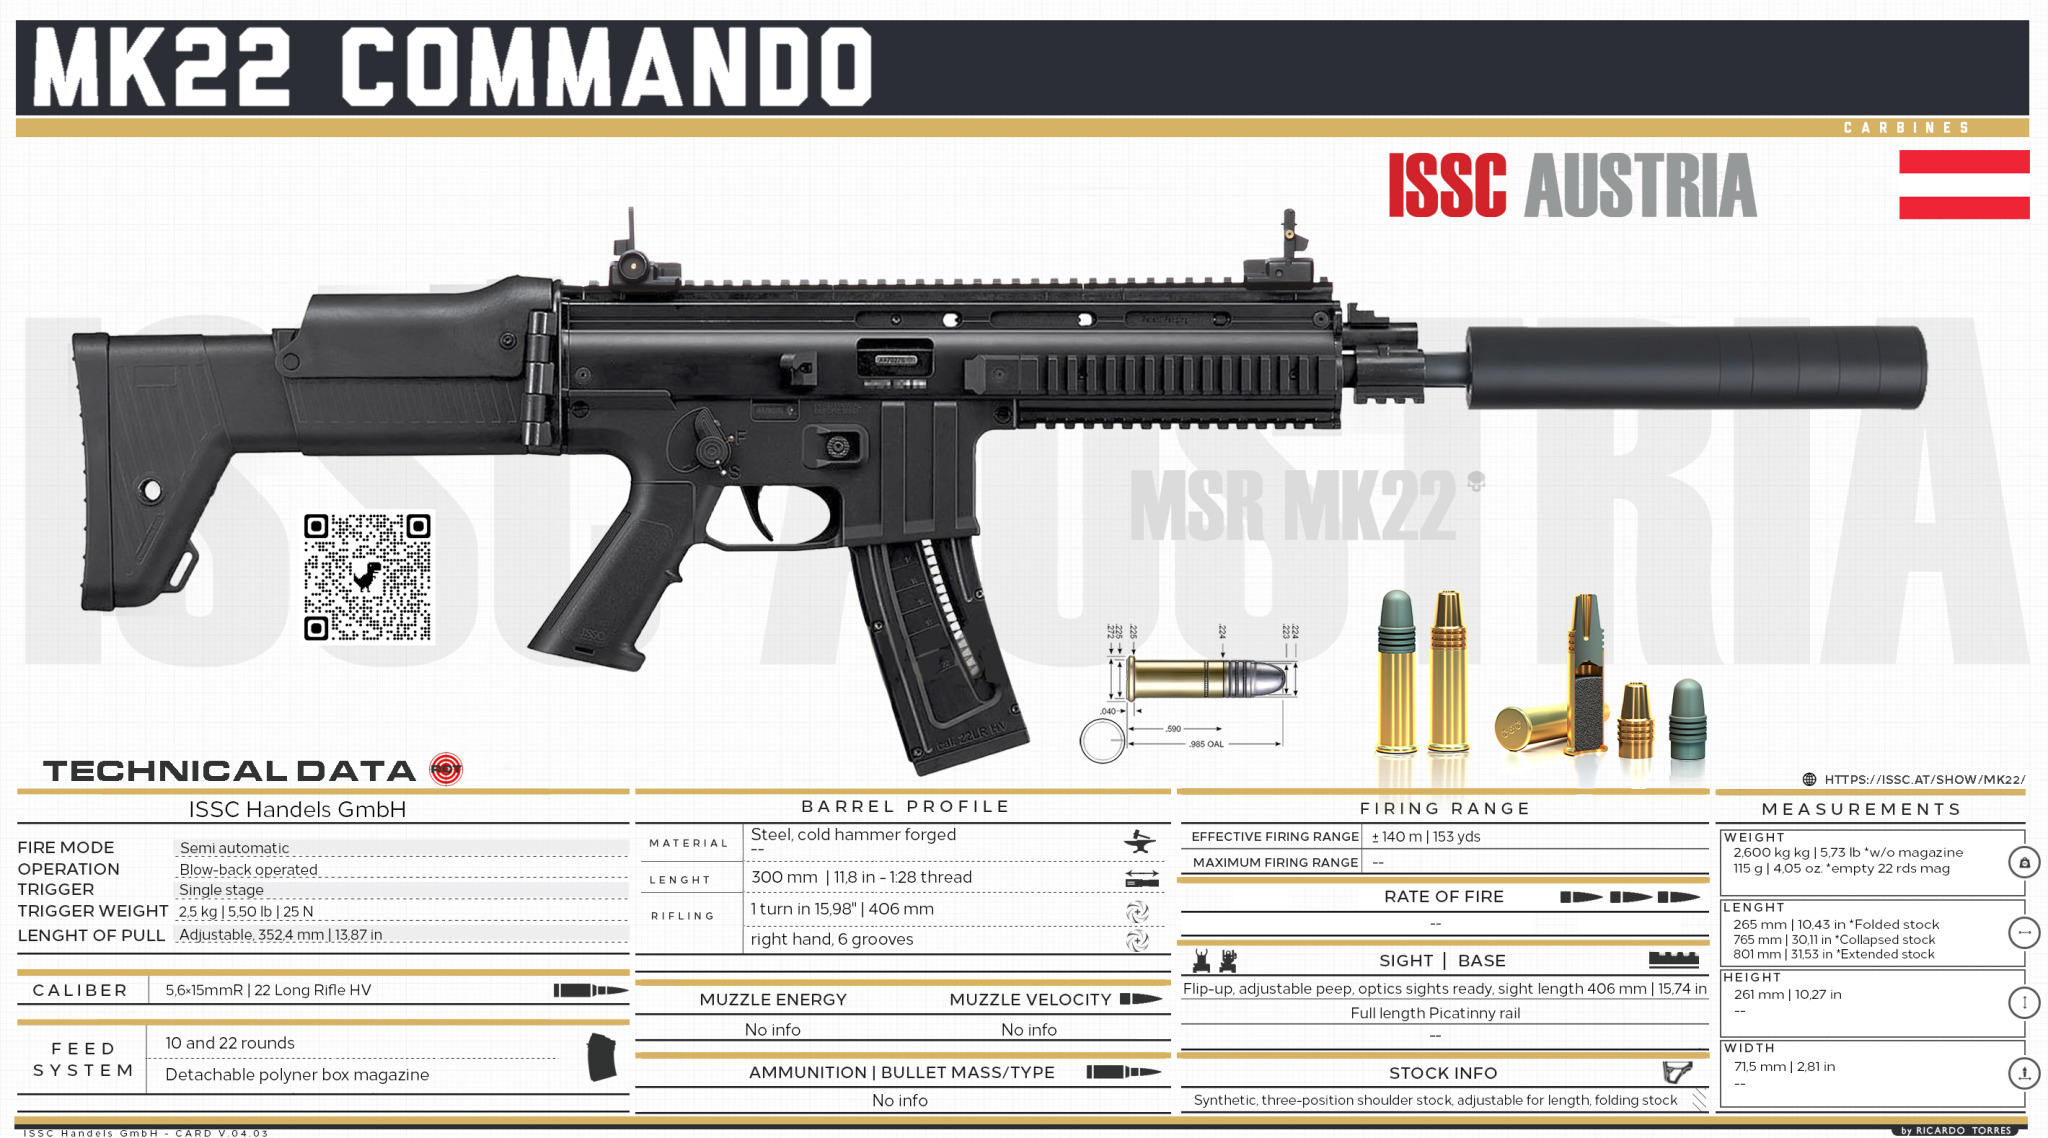 MK22 COMMANDO
CARBINES
ISSC AUSTRIA
ISSC AUSTRIA
MSR MK22
F
S
ISSC
cal. 22LR HV
.272
.225
.225
.224
.223
.224
.040
.590
.985 OAL
TECHNICAL DATA
HTTPS://ISSC.AT/SHOW/MK22/
ISSC Handels GmbH
FIRE MODE Semi automatic
OPERATION Blow-back operated
TRIGGER Single stage
TRIGGER WEIGHT 2,5 kg | 5,50 lb | 25 N
LENGHT OF PULL Adjustable, 352,4 mm | 13,87 in
CALIBER 5,6×15mmR | 22 Long Rifle HV
FEED SYSTEM
10 and 22 rounds
Detachable polyner box magazine
BARREL PROFILE
MATERIAL Steel, cold hammer forged
--
LENGHT 300 mm | 11,8 in - 1:28 thread
RIFLING 1 turn in 15,98" | 406 mm
right hand, 6 grooves
MUZZLE ENERGY MUZZLE VELOCITY
No info No info
AMMUNITION | BULLET MASS/TYPE
No info
FIRING RANGE
EFFECTIVE FIRING RANGE ± 140 m | 153 yds
MAXIMUM FIRING RANGE --
RATE OF FIRE
--
SIGHT | BASE
Flip-up, adjustable peep, optics sights ready, sight length 406 mm | 15,74 in
Full length Picatinny rail
--
STOCK INFO
Synthetic, three-position shoulder stock, adjustable for length, folding stock
MEASUREMENTS
WEIGHT
2,600 kg kg | 5,73 lb *w/o magazine
115 g | 4,05 oz. *empty 22 rds mag
LENGHT
265 mm | 10,43 in *Folded stock
765 mm | 30,11 in *Collapsed stock
801 mm | 31,53 in *Extended stock
HEIGHT
261 mm | 10,27 in
--
WIDTH
71,5 mm | 2,81 in
--
ISSC Handels GmbH - CARD V.04.03
by RICARDO TORRES